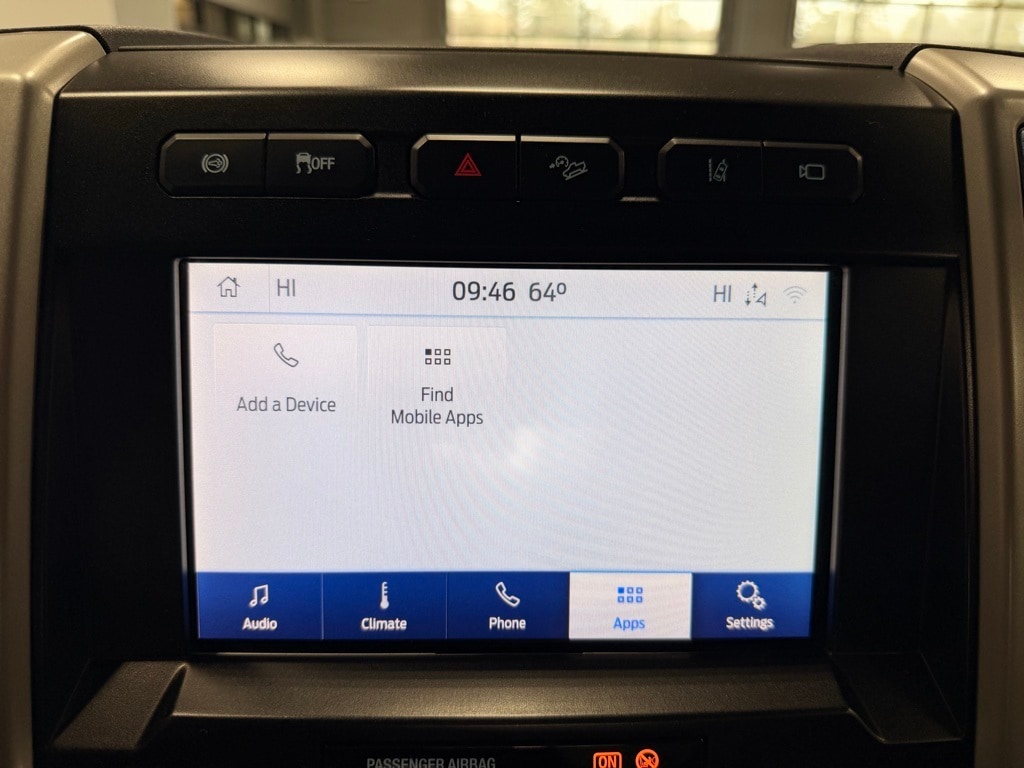 OFF
HI 09:46 64º HI
Add a Device
Find
Mobile Apps
Audio Climate Phone Apps Settings
PASSENGER AIRBAG ON